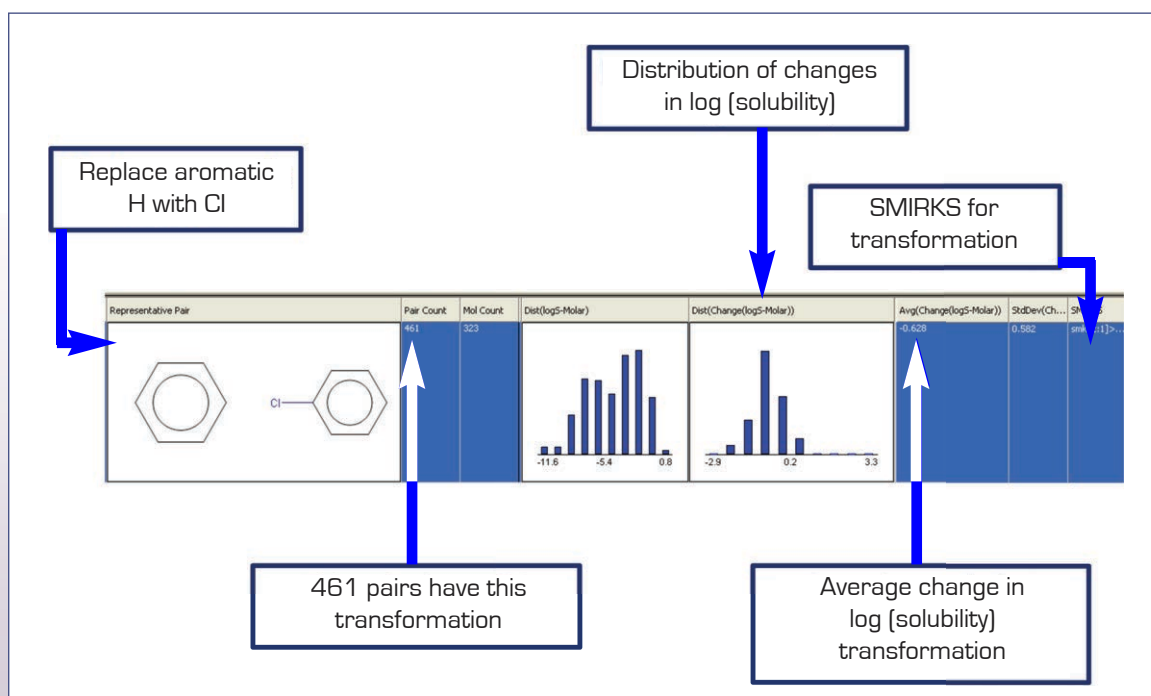 Distribution of changes
in log (solubility)
Replace aromatic
H with Cl
SMIRKS for
transformation
Representative Pair Pair Count Mol Count Dist(logS-Molar) Dist(Change(logS-Molar)) Avg(Change(logS-Molar)) StdDev(Ch...
461 323 -0.628 0.582
Cl
-11.6 -5.4 0.8 -2.9 0.2 3.3
461 pairs have this
transformation
Average change in
log (solubility)
transformation